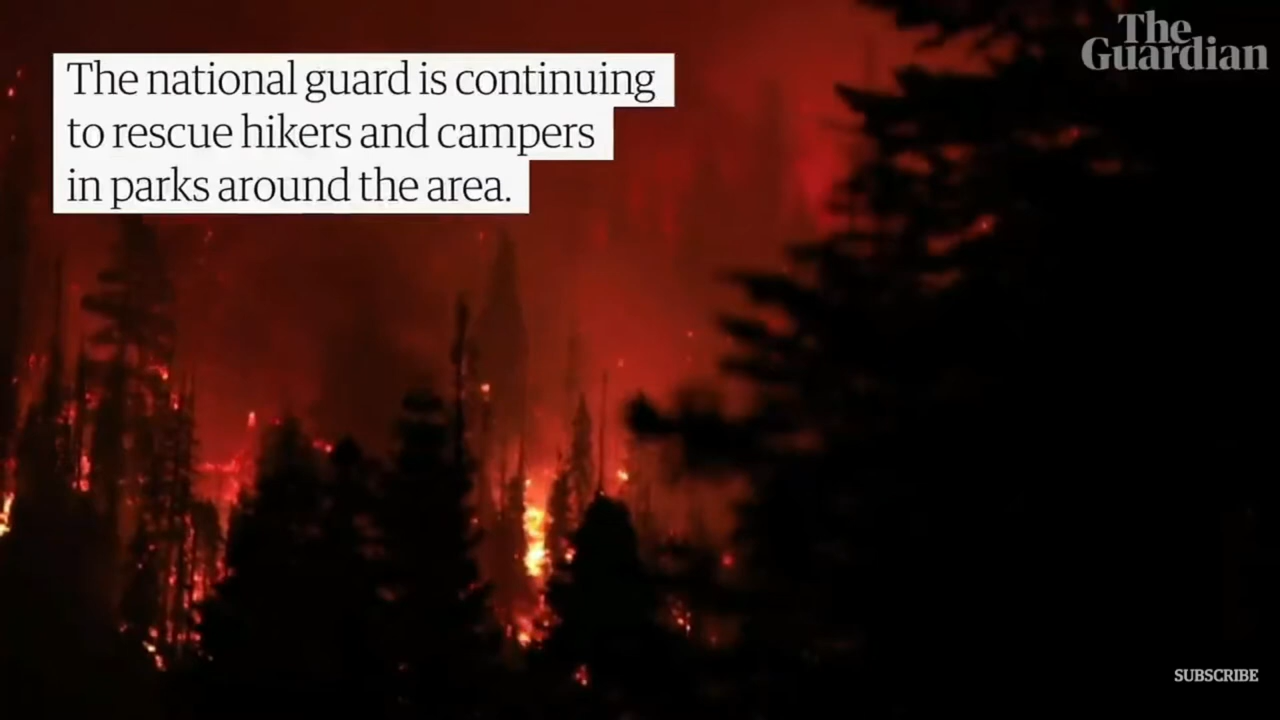 The
Guardian
The national guard is continuing
to rescue hikers and campers
in parks around the area.
SUBSCRIBE